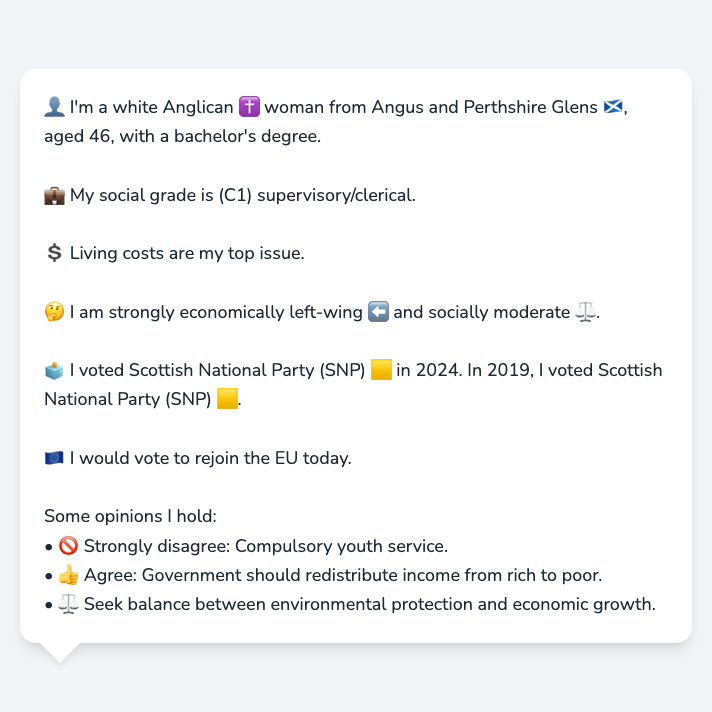 👤 I'm a white Anglican ✝️ woman from Angus and Perthshire Glens 🏴󠁧󠁢󠁳󠁣󠁴󠁿,
aged 46, with a bachelor's degree.
💼 My social grade is (C1) supervisory/clerical.
💲 Living costs are my top issue.
🤔 I am strongly economically left-wing ⬅️ and socially moderate ⚖️.
🗳️ I voted Scottish National Party (SNP) 🟨 in 2024. In 2019, I voted Scottish
National Party (SNP) 🟨.
🇪🇺 I would vote to rejoin the EU today.
Some opinions I hold:
• 🚫 Strongly disagree: Compulsory youth service.
• 👍 Agree: Government should redistribute income from rich to poor.
• ⚖️ Seek balance between environmental protection and economic growth.